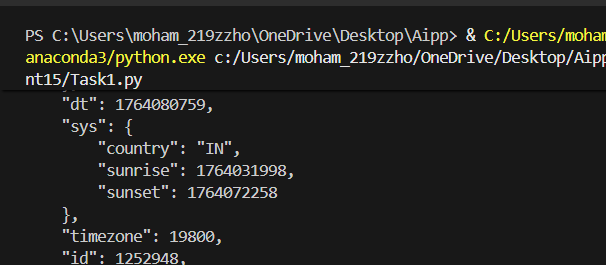 PS C:\Users\moham_219zzho\OneDrive\Desktop\Aipp> & C:/Users/moham
anaconda3/python.exe c:/Users/moham_219zzho/OneDrive/Desktop/Aipp
nt15/Task1.py
"dt": 1764080759,
"sys": {
"country": "IN",
"sunrise": 1764031998,
"sunset": 1764072258
},
"timezone": 19800,
"id": 1252948,